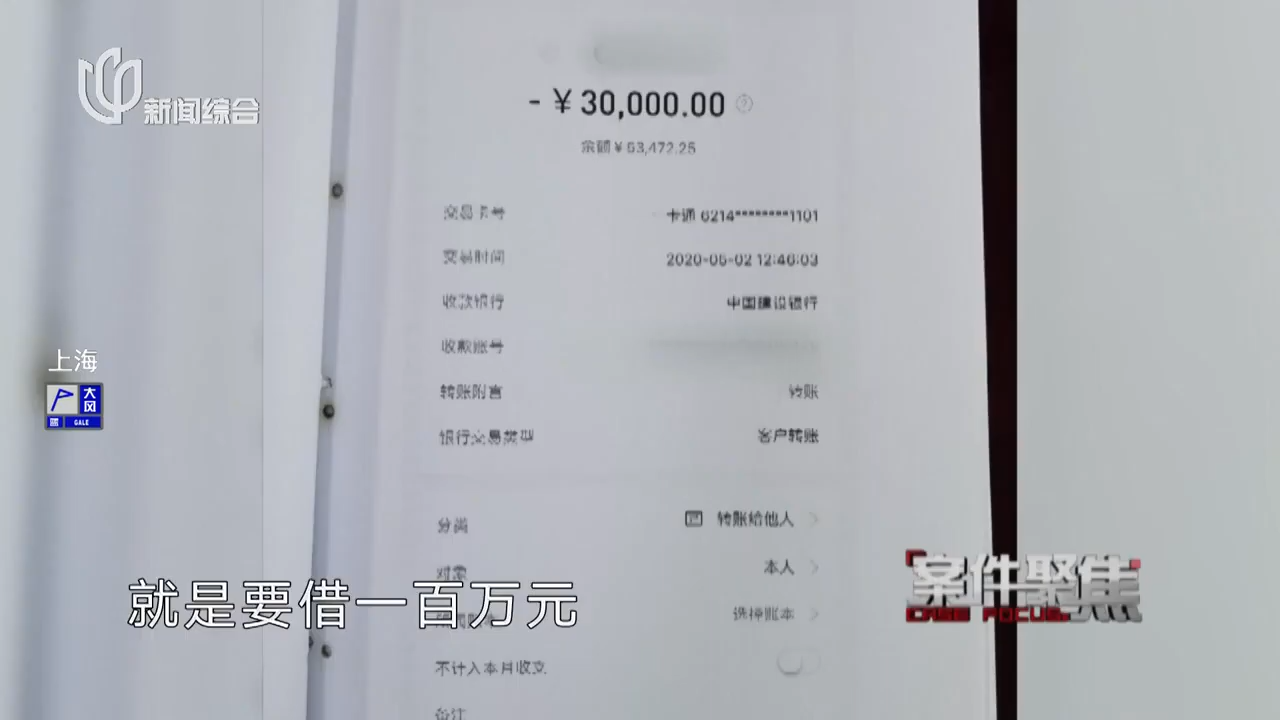 新闻综合
- ¥ 30,000.00
余额 ¥ 63,472.25
交易卡号 一卡通 6214********1101
交易时间 2020-05-02 12:46:03
收款银行 中国建设银行
收款账号
转账附言 转账
银行交易类型 客户转账
上海
大风
GALE
分类 转账给他人
对象 本人
选择账本
不计入本月收支
备注
就是要借一百万元
案件聚焦
CASE FOCUS